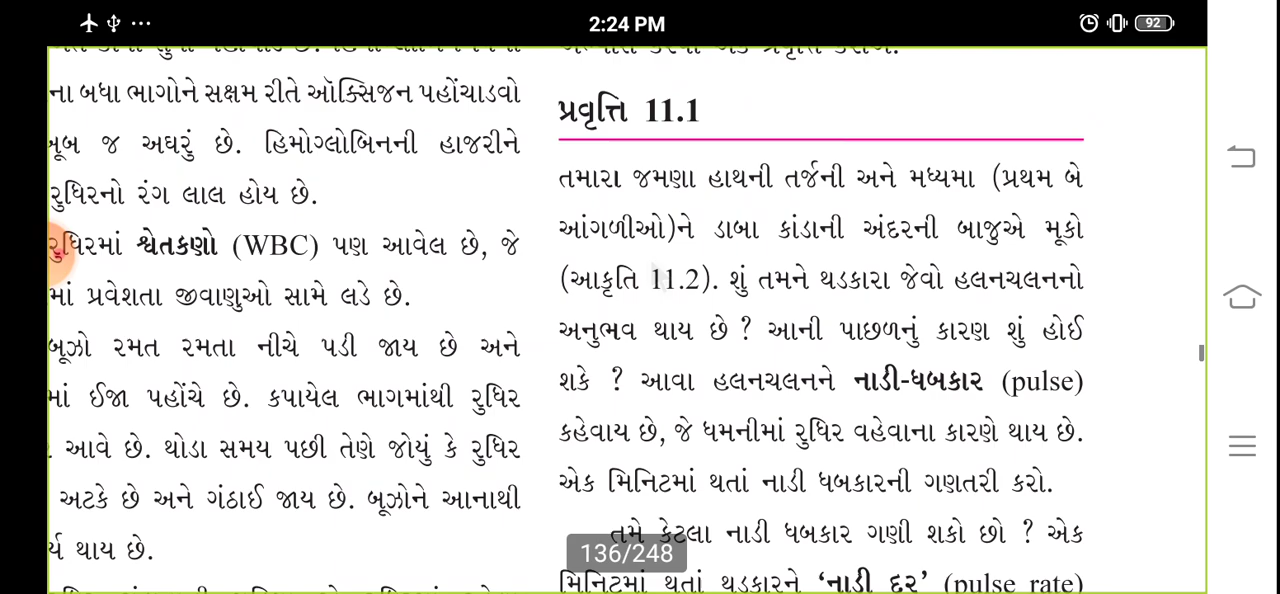 2:24 PM
92
ના બધા ભાગોને સક્ષમ રીતે ઑક્સિજન પહોંચાડવો
જ અઘરું છે. હિમોગ્લોબિનની હાજરીને
રુધિરનો રંગ લાલ હોય છે.
રુધિરમાં શ્વેતકણો (WBC) પણ આવેલ છે, જે
માં પ્રવેશતા જીવાણુઓ સામે લડે છે.
બૂઝો રમત રમતા નીચે પડી જાય છે અને
માં ઈજા પહોંચે છે. કપાયેલ ભાગમાંથી રુધિર
આવે છે. થોડા સમય પછી તેણે જોયું કે રુધિર
અટકે છે અને ગંઠાઈ જાય છે. બૂઝોને આનાથી
ર્ય થાય છે.
પ્રવૃત્તિ 11.1
તમારા જમણા હાથની તર્જની અને મધ્યમા (પ્રથમ બે
આંગળીઓ)ને ડાબા કાંડાની અંદરની બાજુએ મૂકો
(આકૃતિ 11.2). શું તમને થડકારા જેવો હલનચલનનો
અનુભવ થાય છે ? આની પાછળનું કારણ શું હોઈ
શકે ? આવા હલનચલનને નાડી-ધબકાર (pulse)
કહેવાય છે, જે ધમનીમાં રુધિર વહેવાના કારણે થાય છે.
એક મિનિટમાં થતાં નાડી ધબકારની ગણતરી કરો.
તમે કેટલા નાડી ધબકાર ગણી શકો છો ? એક
મિનિટમાં થતાં થડકારને ‘નાડી દર’ (pulse rate)
136/248